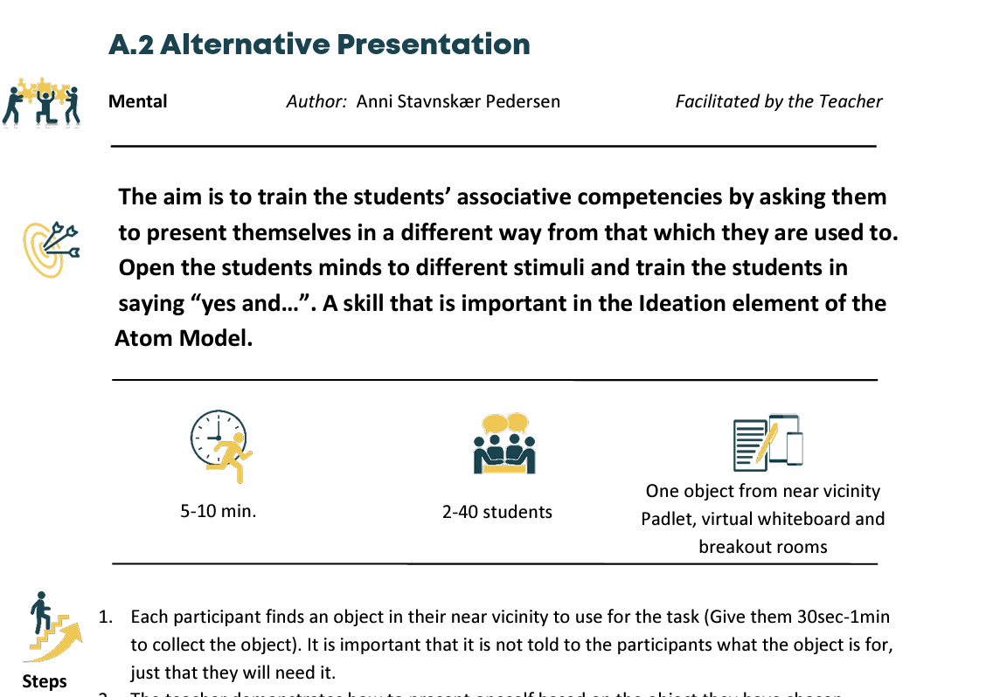 A.2 Alternative Presentation
Mental Author: Anni Stavnskær Pedersen Facilitated by the Teacher
The aim is to train the students’ associative competencies by asking them
to present themselves in a different way from that which they are used to.
Open the students minds to different stimuli and train the students in
saying “yes and…”. A skill that is important in the Ideation element of the
Atom Model.
5-10 min.
2-40 students
One object from near vicinity
Padlet, virtual whiteboard and
breakout rooms
Steps
1. Each participant finds an object in their near vicinity to use for the task (Give them 30sec-1min
to collect the object). It is important that it is not told to the participants what the object is for,
just that they will need it.
2. The teacher demonstrates how to present oneself based on the object they have chosen